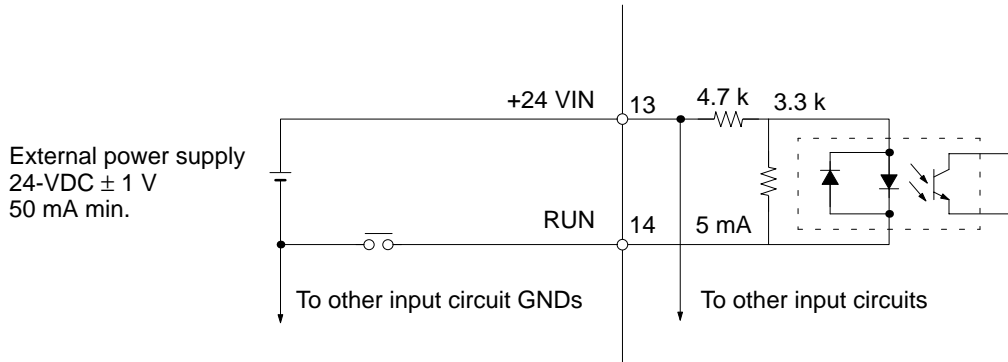 +24 VIN
13
4.7 k
3.3 k
External power supply
24-VDC ± 1 V
50 mA min.
RUN
14
5 mA
To other input circuit GNDs
To other input circuits